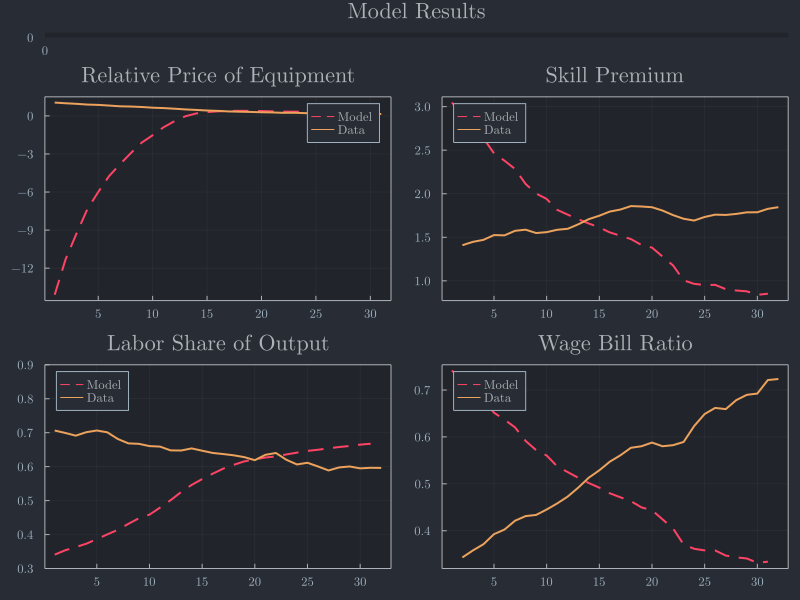 Model Results
0
0
Relative Price of Equipment
0
−3
−6
−9
−12
5 10 15 20 25 30
Model
Data
Skill Premium
3.0
2.5
2.0
1.5
1.0
5 10 15 20 25 30
Model
Data
Labor Share of Output
0.9
0.8
0.7
0.6
0.5
0.4
0.3
5 10 15 20 25 30
Model
Data
Wage Bill Ratio
0.7
0.6
0.5
0.4
5 10 15 20 25 30
Model
Data